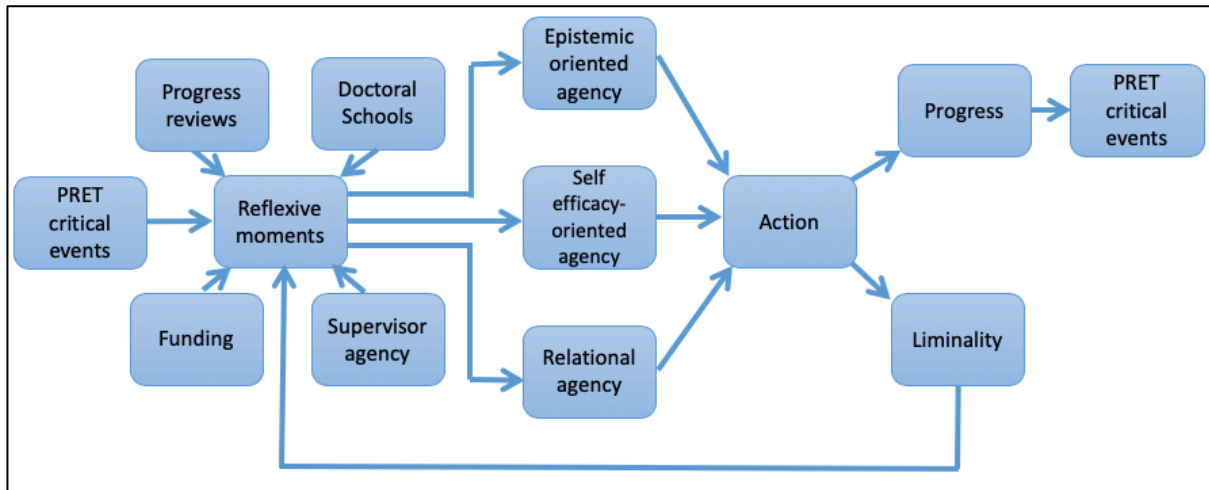 Progress
reviews
Doctoral
Schools
PRET
critical
events
Reflexive
moments
Funding
Supervisor
agency
Epistemic
oriented
agency
Self
efficacy-
oriented
agency
Relational
agency
Action
Progress
PRET
critical
events
Liminality